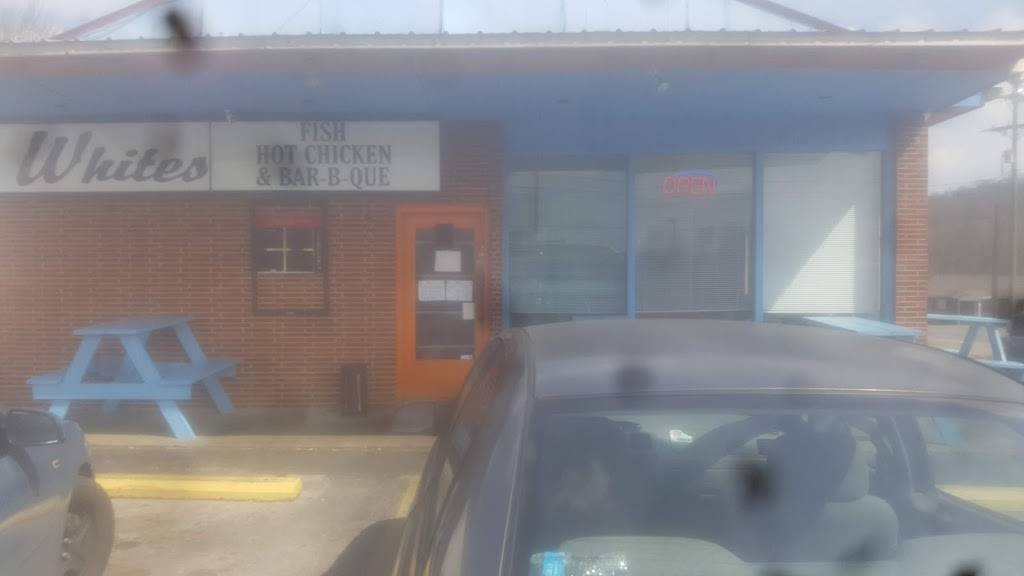 Whites
FISH
HOT CHICKEN
& BAR-B-QUE
OPEN